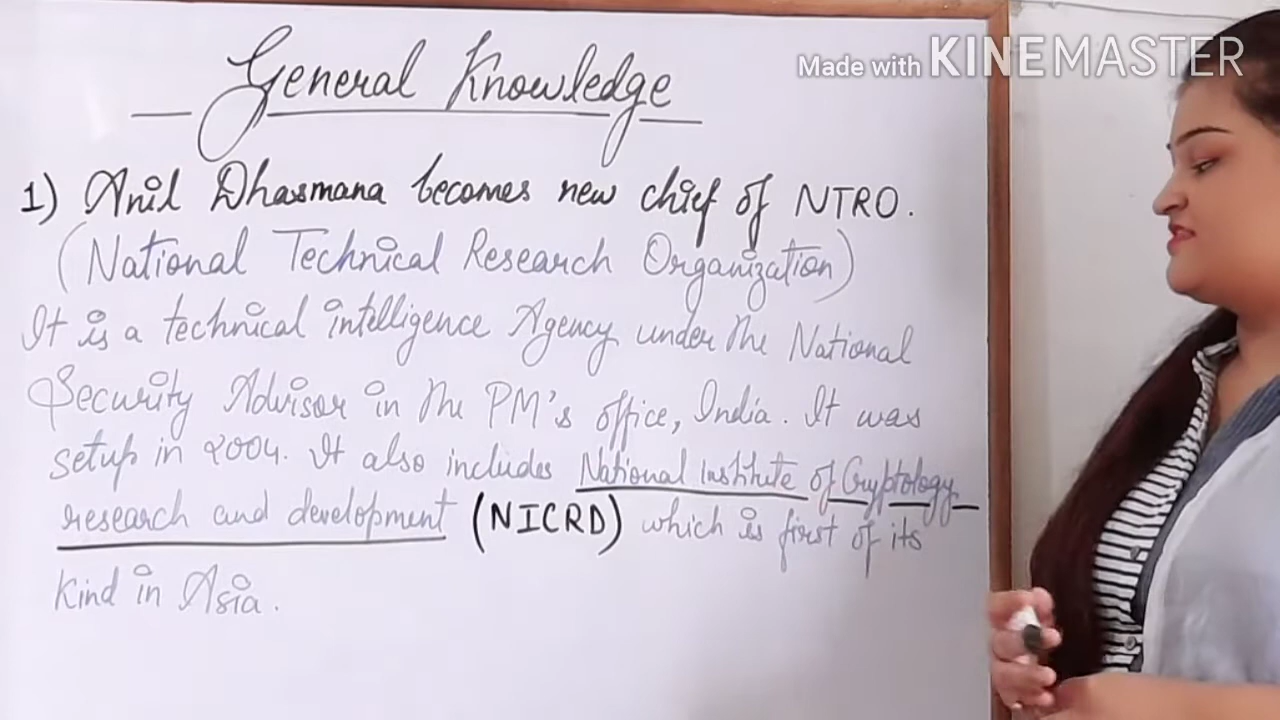 Made with KINEMASTER
General Knowledge
1) Anil Dhasmana becomes new chief of NTRO.
(National Technical Research Organization)
It is a technical intelligence Agency under the National
Security Advisor in the PM's office, India. It was
setup in 2004. It also includes National institute of Cryptology
research and development (NICRD) which is first of its
kind in Asia.